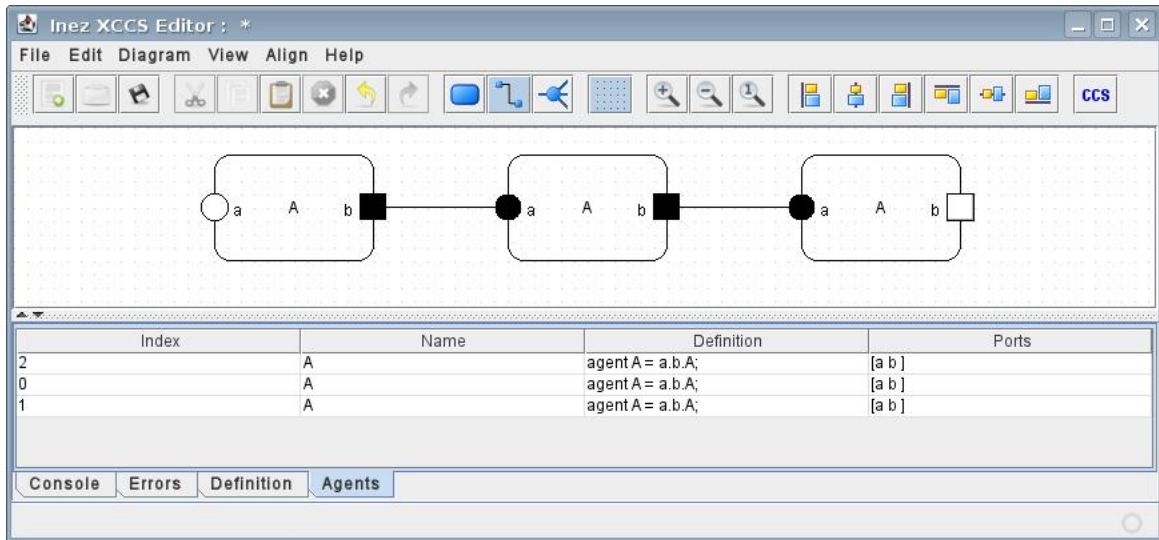 Inez XCCS Editor : *
File Edit Diagram View Align Help
CCS
a A b a A b a A b
Index Name Definition Ports
2 A agent A = a.b.A; [a b ]
0 A agent A = a.b.A; [a b ]
1 A agent A = a.b.A; [a b ]
Console Errors Definition Agents